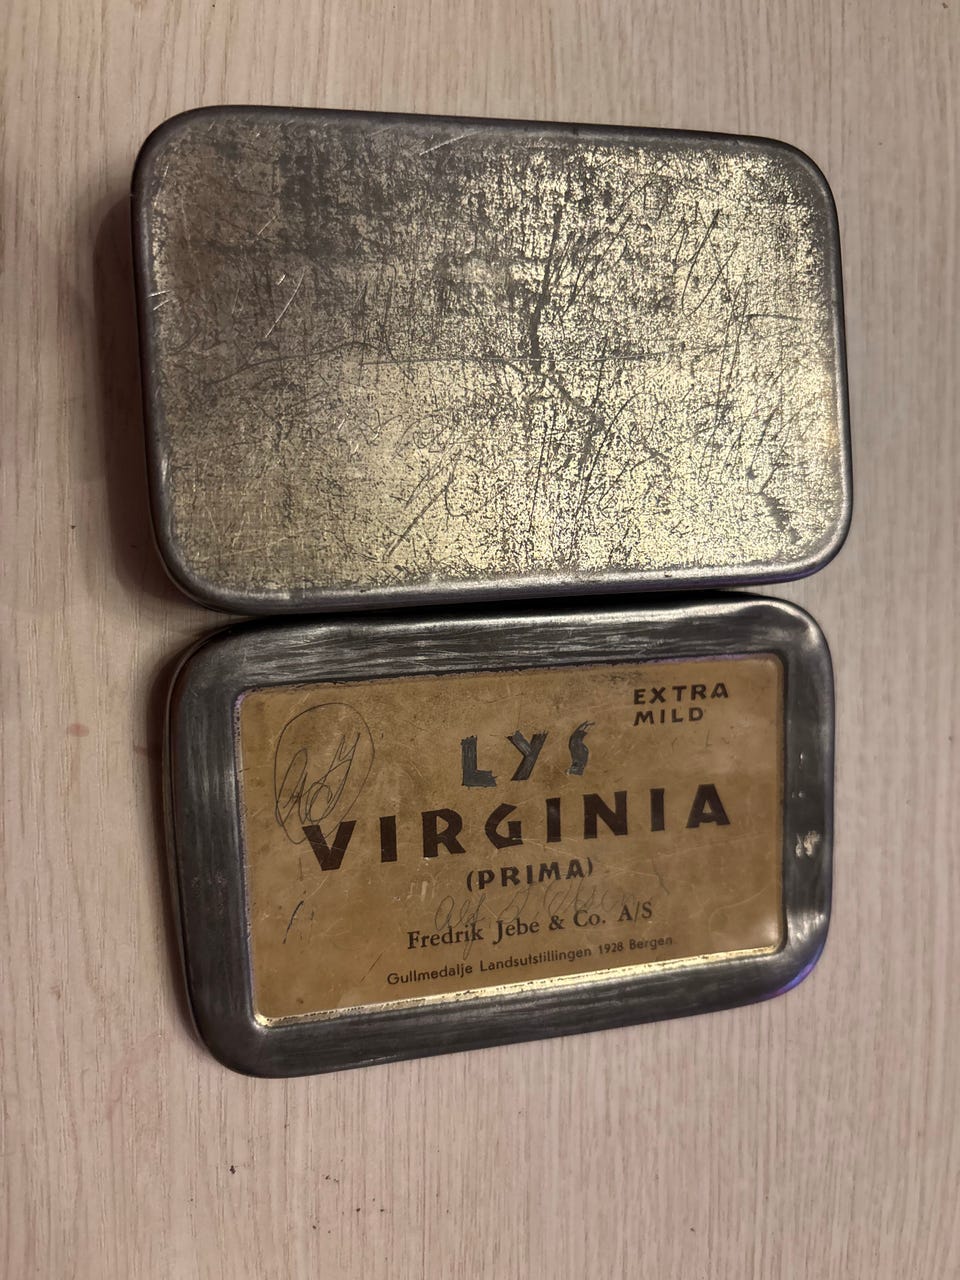 EXTRA
MILD
LYS
VIRGINIA
(PRIMA)
Fredrik Jebe & Co. A/S
Gullmedalje Landsutstillingen 1928 Bergen